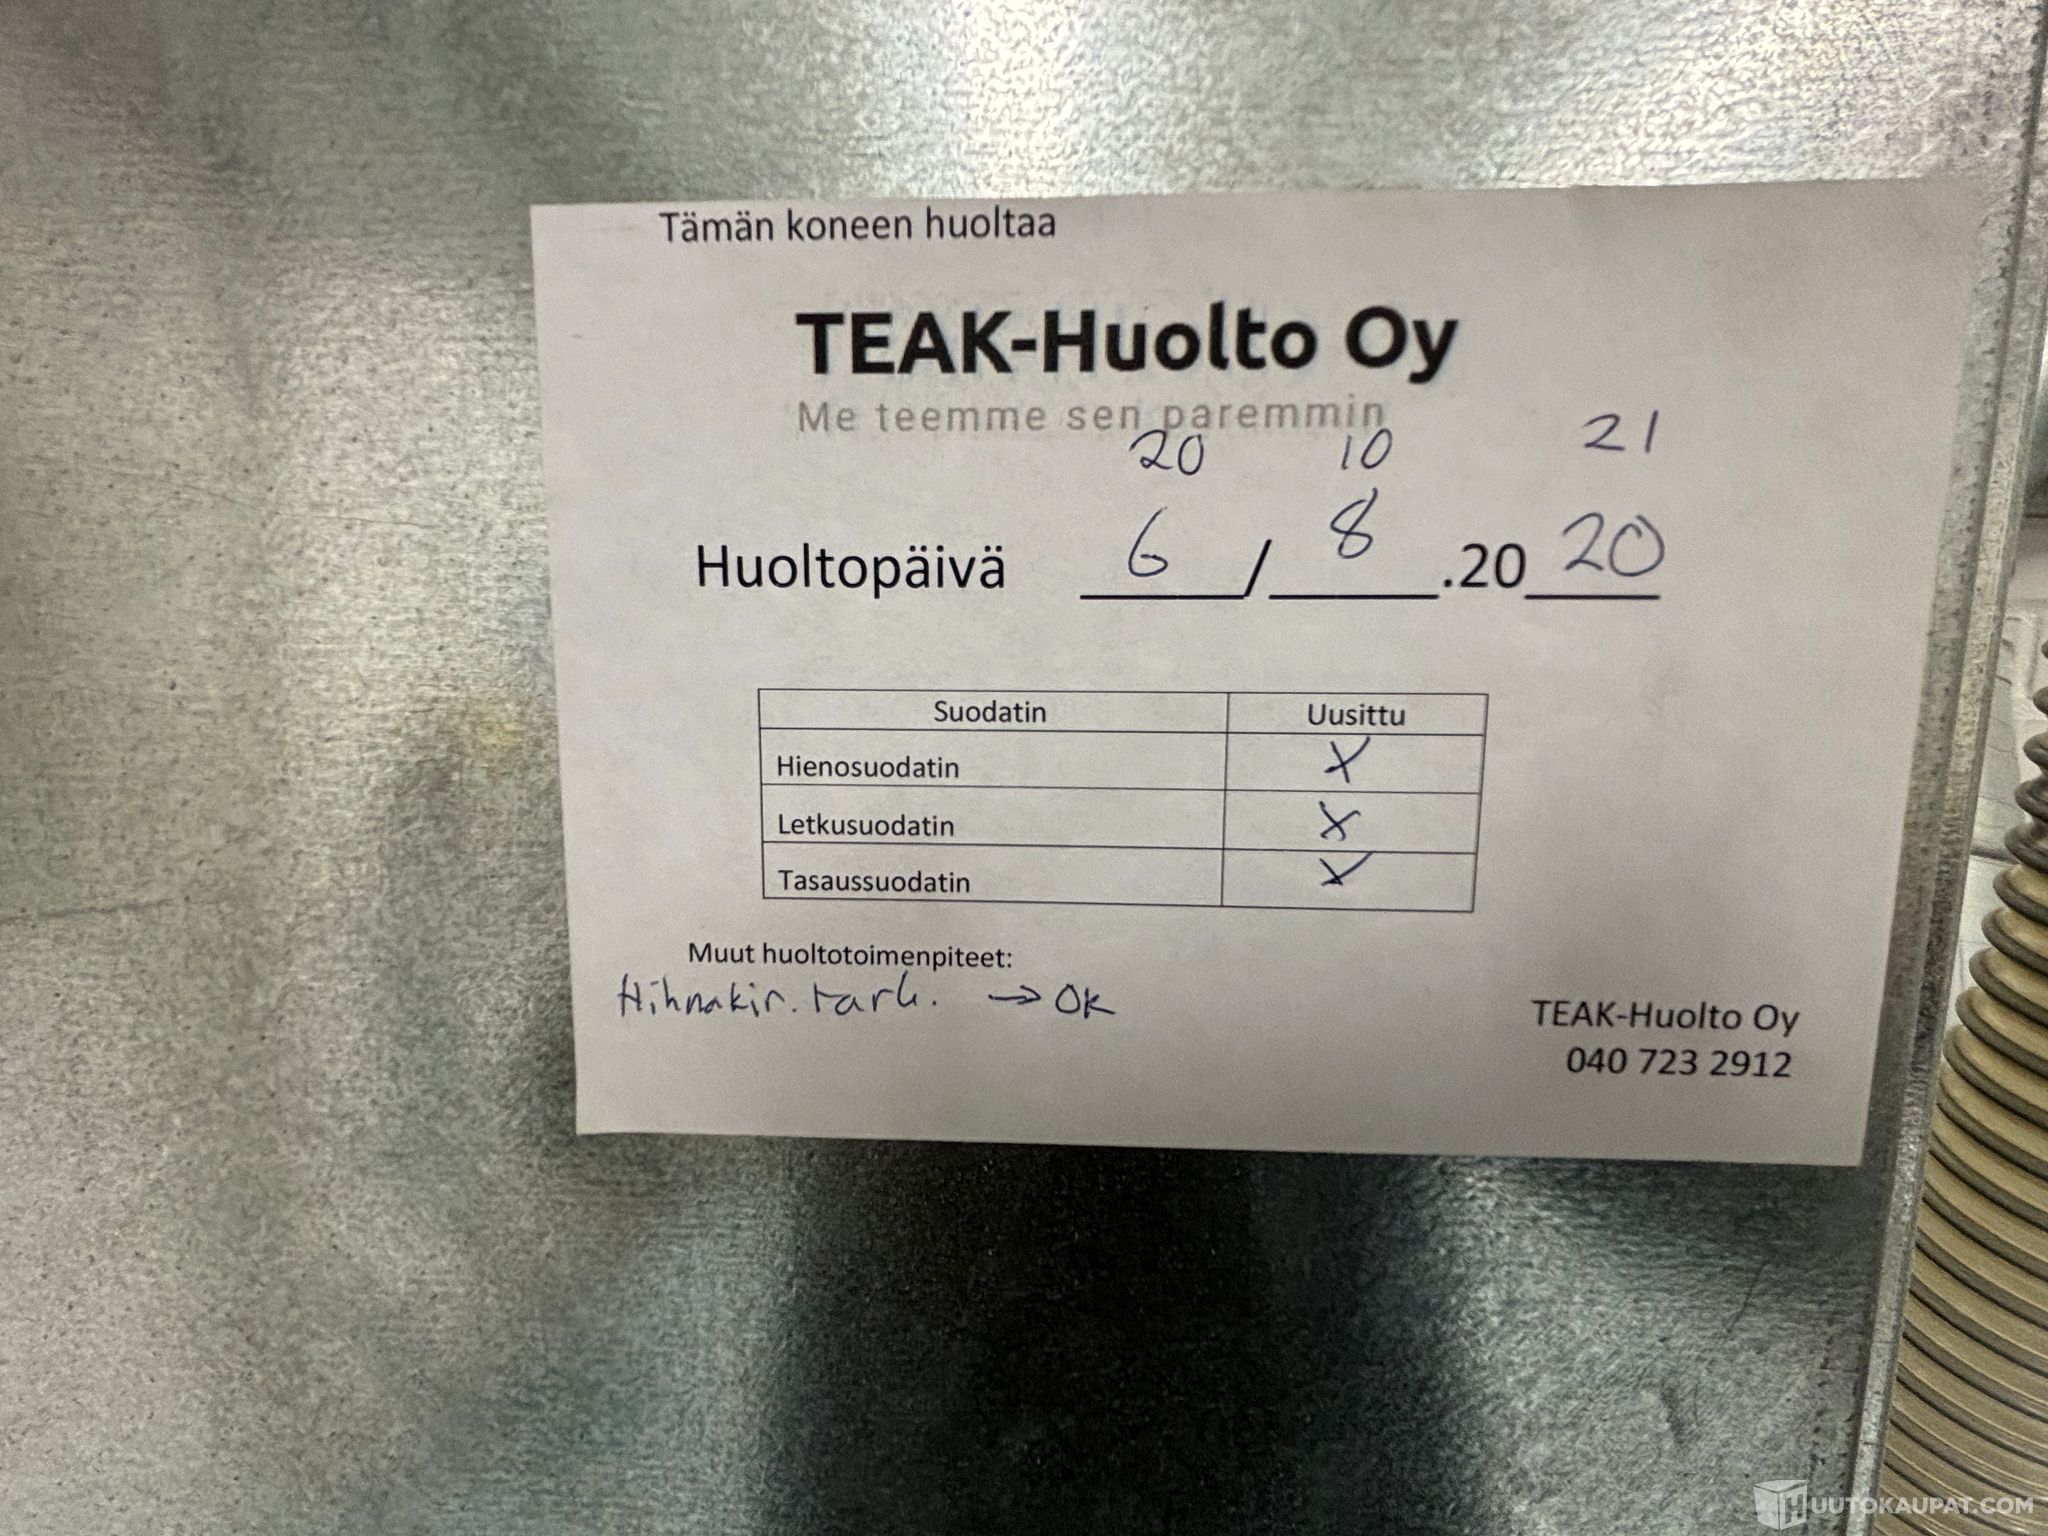 Tämän koneen huoltaa
TEAK-Huolto Oy
Me teemme sen paremmin
20 10 21
Huoltopäivä 6 / 8 .20 20
Suodatin Uusittu
Hienosuodatin X
Letkusuodatin X
Tasaussuodatin X
Muut huoltotoimenpiteet:
Hihnakir. tark. → OK
TEAK-Huolto Oy
040 723 2912
HUUTOKAUPAT.COM